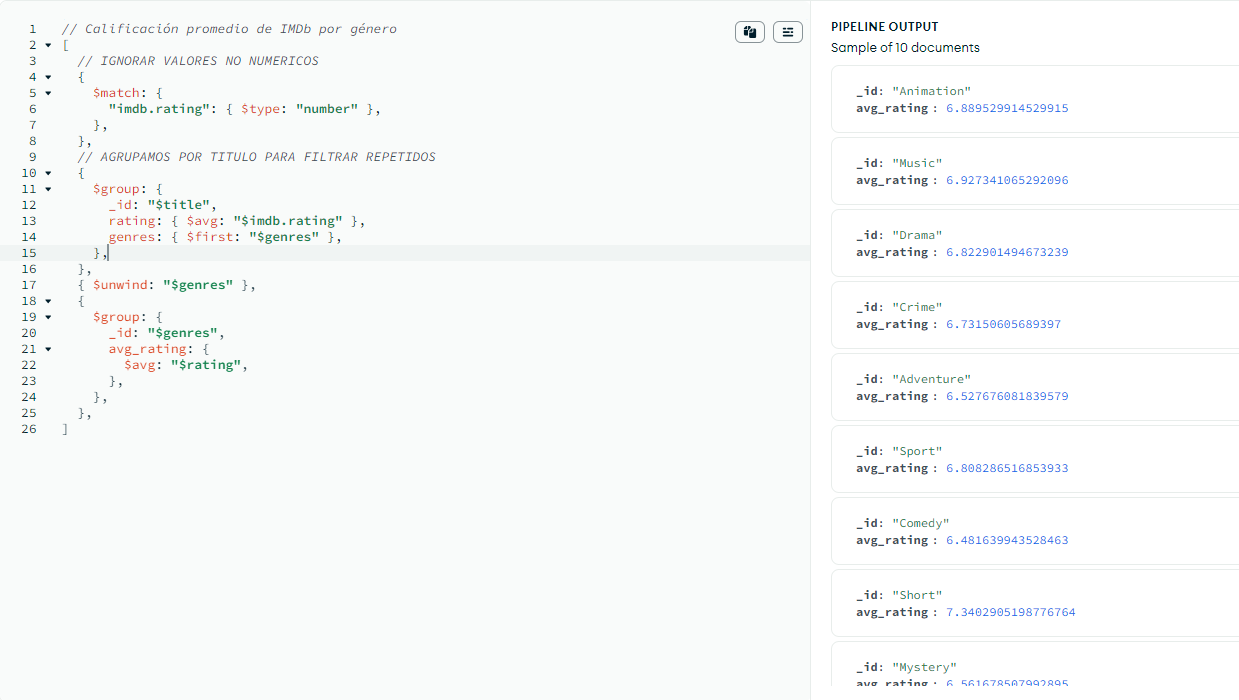 1 // Calificación promedio de IMDb por género
2 [
3 // IGNORAR VALORES NO NUMERICOS
4 {
5 $match: {
6 "imdb.rating": { $type: "number" },
7 },
8 },
9 // AGRUPAMOS POR TITULO PARA FILTRAR REPETIDOS
10 {
11 $group: {
12 _id: "$title",
13 rating: { $avg: "$imdb.rating" },
14 genres: { $first: "$genres" },
15 },
16 },
17 { $unwind: "$genres" },
18 {
19 $group: {
20 _id: "$genres",
21 avg_rating: {
22 $avg: "$rating",
23 },
24 },
25 },
26 ]
PIPELINE OUTPUT
Sample of 10 documents
_id: "Animation"
avg_rating : 6.889529914529915
_id: "Music"
avg_rating : 6.927341065292096
_id: "Drama"
avg_rating : 6.822901494673239
_id: "Crime"
avg_rating : 6.73150605689397
_id: "Adventure"
avg_rating : 6.527676081839579
_id: "Sport"
avg_rating : 6.808286516853933
_id: "Comedy"
avg_rating : 6.481639943528463
_id: "Short"
avg_rating : 7.3402905198776764
_id: "Mystery"
avg_rating : 6.561678507992895